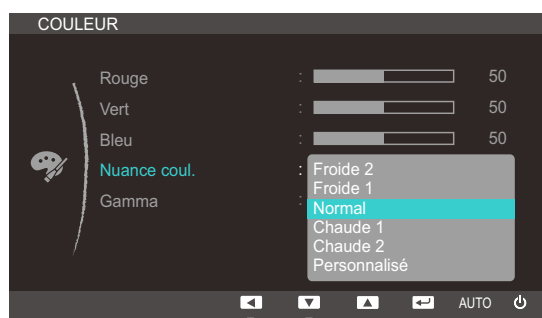 COULEUR
Rouge : 50
Vert : 50
Bleu : 50
Nuance coul. : Froide 2
Froide 1
Gamma : Normal
Chaude 1
Chaude 2
Personnalisé
AUTO